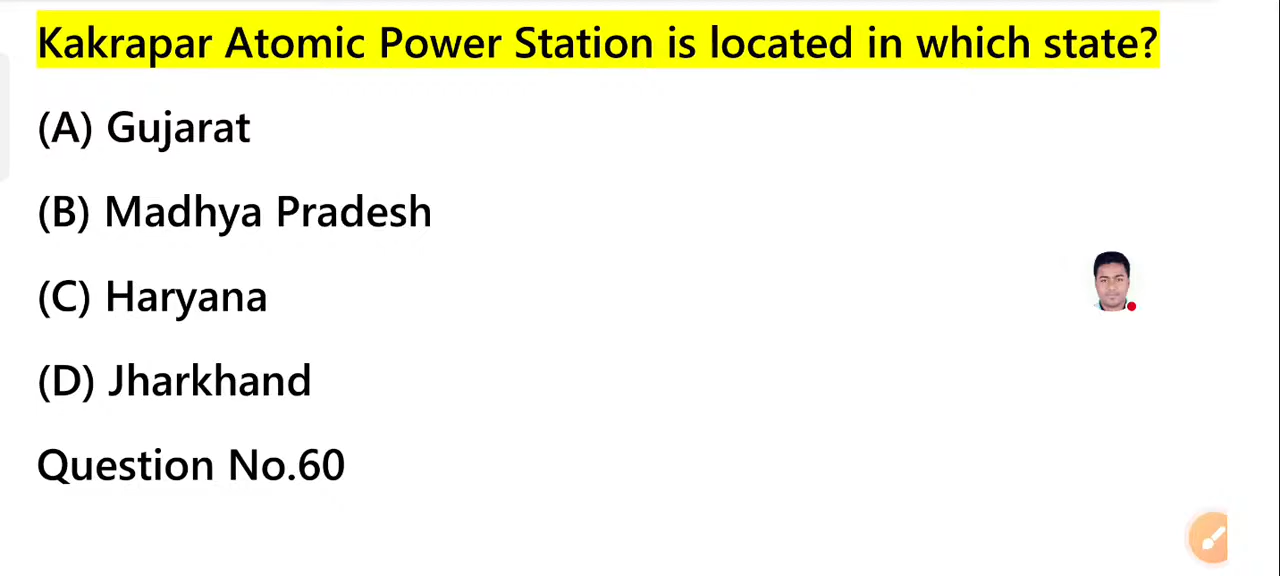 Kakrapar Atomic Power Station is located in which state?
(A) Gujarat
(B) Madhya Pradesh
(C) Haryana
(D) Jharkhand
Question No.60